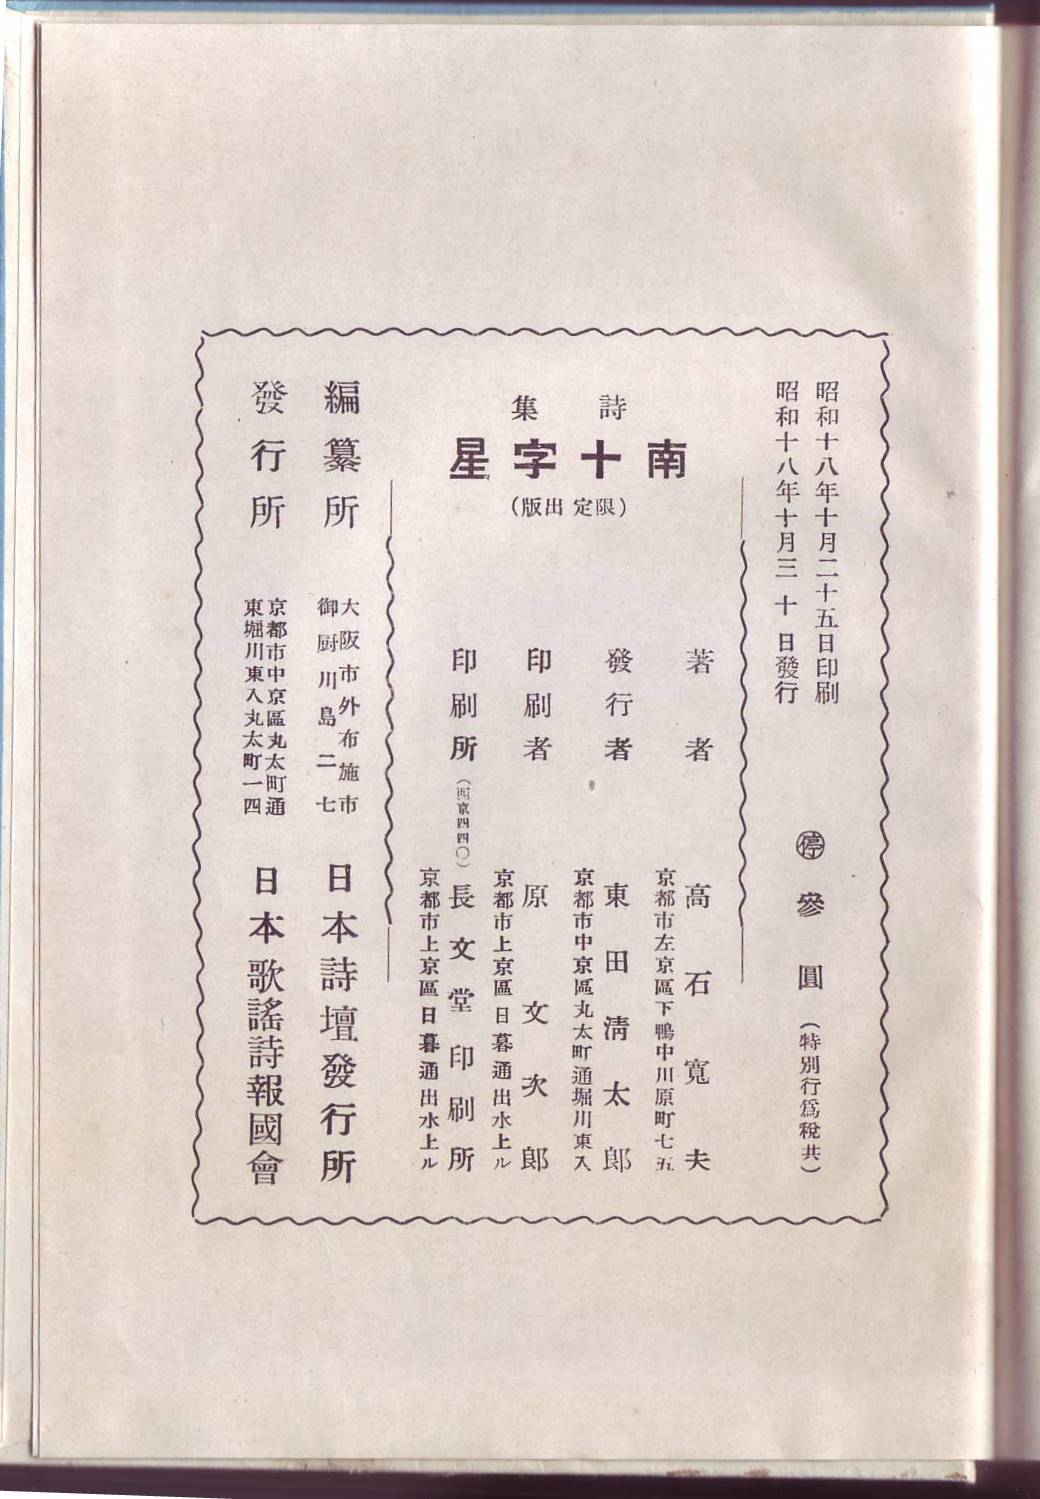 昭和十八年十月二十五日印刷
昭和十八年十月三十日發行
㊡參圓(特別行爲稅共)
詩集
南十字星
(限定出版)
著者
京都市左京區下鴨中川原町七五
高石寬夫
發行者
京都市中京區丸太町通堀川東入
東田淸太郎
印刷者
京都市上京區日暮通出水上ル
原文次郎
印刷所
(西京四四〇)
長文堂印刷所
京都市上京區日暮通出水上ル
編纂所
大阪市外布施市
御厨川島二七
日本詩壇發行所
發行所
京都市中京區丸太町通
東堀川東入丸太町一四
日本歌謠詩報國會